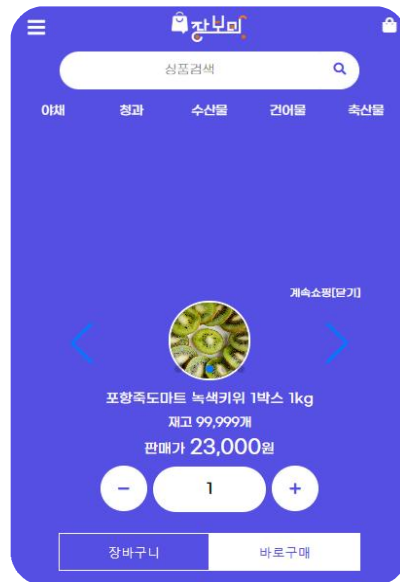 장보미
상품검색
야채 청과 수산물 건어물 축산물
계속쇼핑[닫기]
포항죽도마트 녹색키위 1박스 1kg
재고 99,999개
판매가 23,000원
− 1 +
장바구니 바로구매